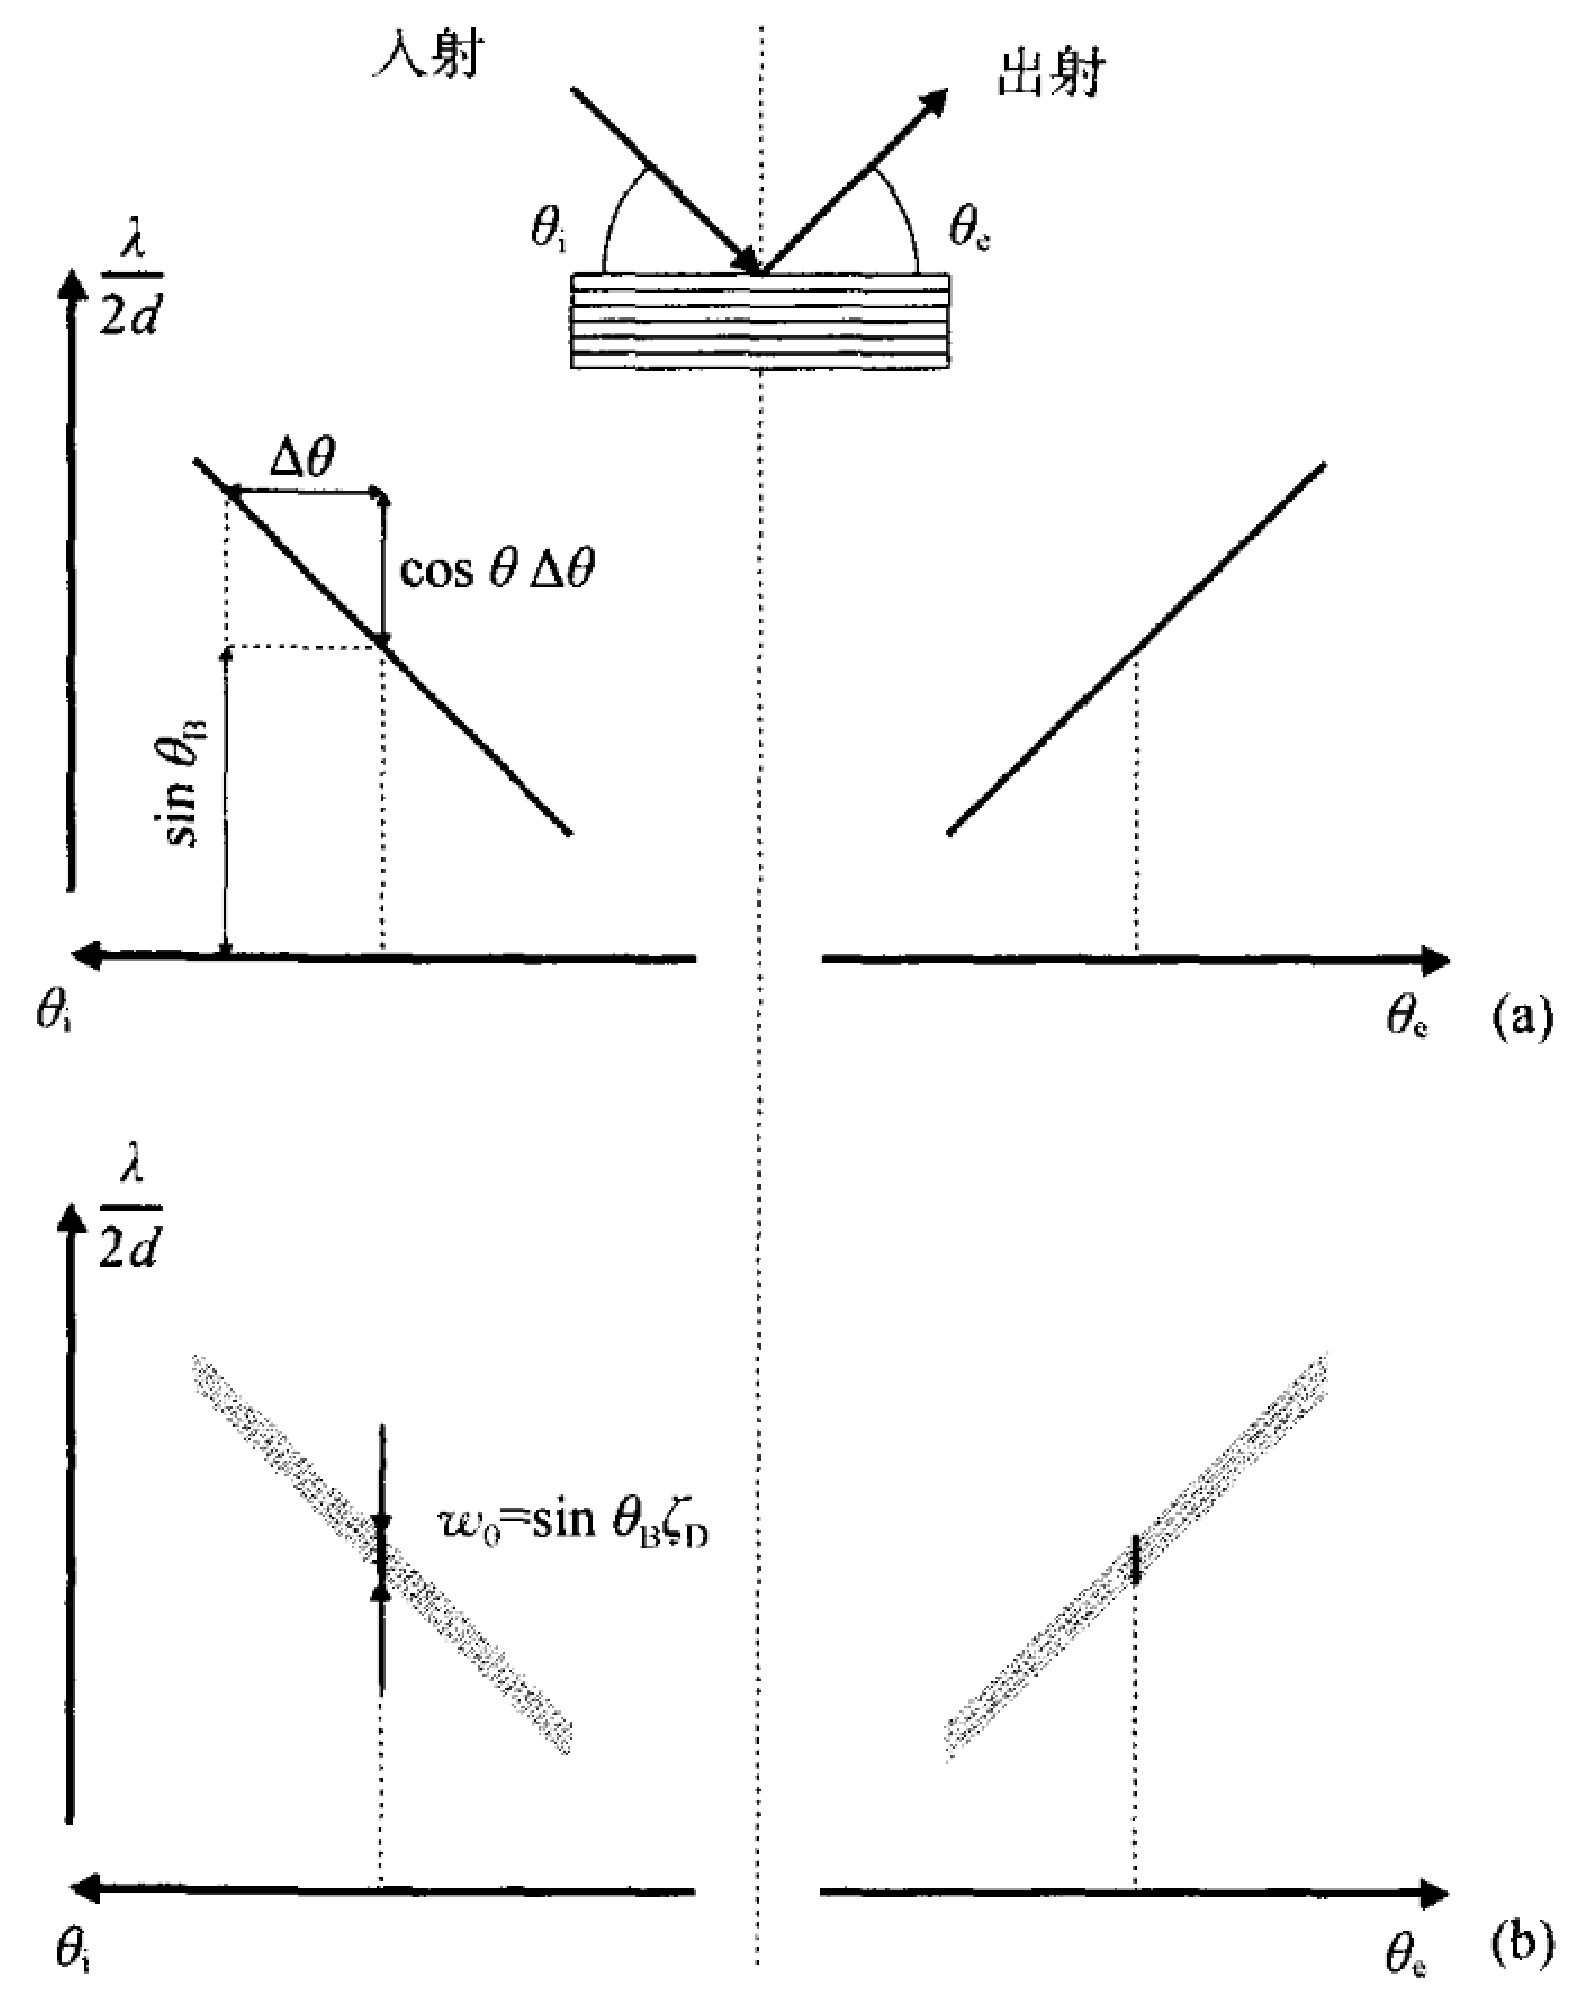 入射
出射
θi
θe
λ
2d
Δθ
cos θ Δθ
sin θB
θi
θe
(a)
λ
2d
w0=sin θBζD
θi
θe
(b)